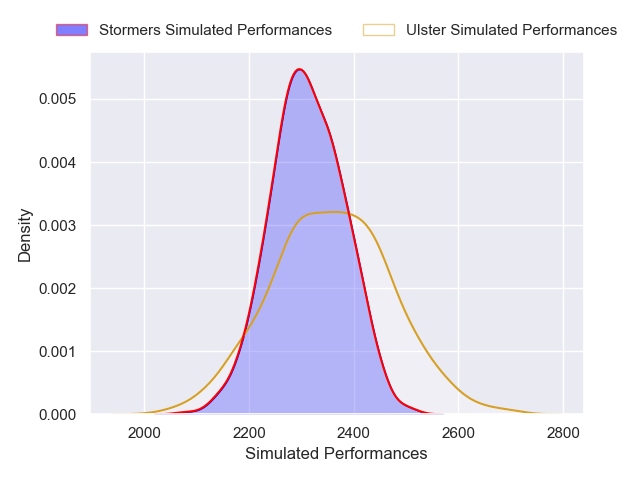 Stormers Simulated Performances
Ulster Simulated Performances
0.005
0.004
0.003
0.002
0.001
0.000
Density
2000
2200
2400
2600
2800
Simulated Performances